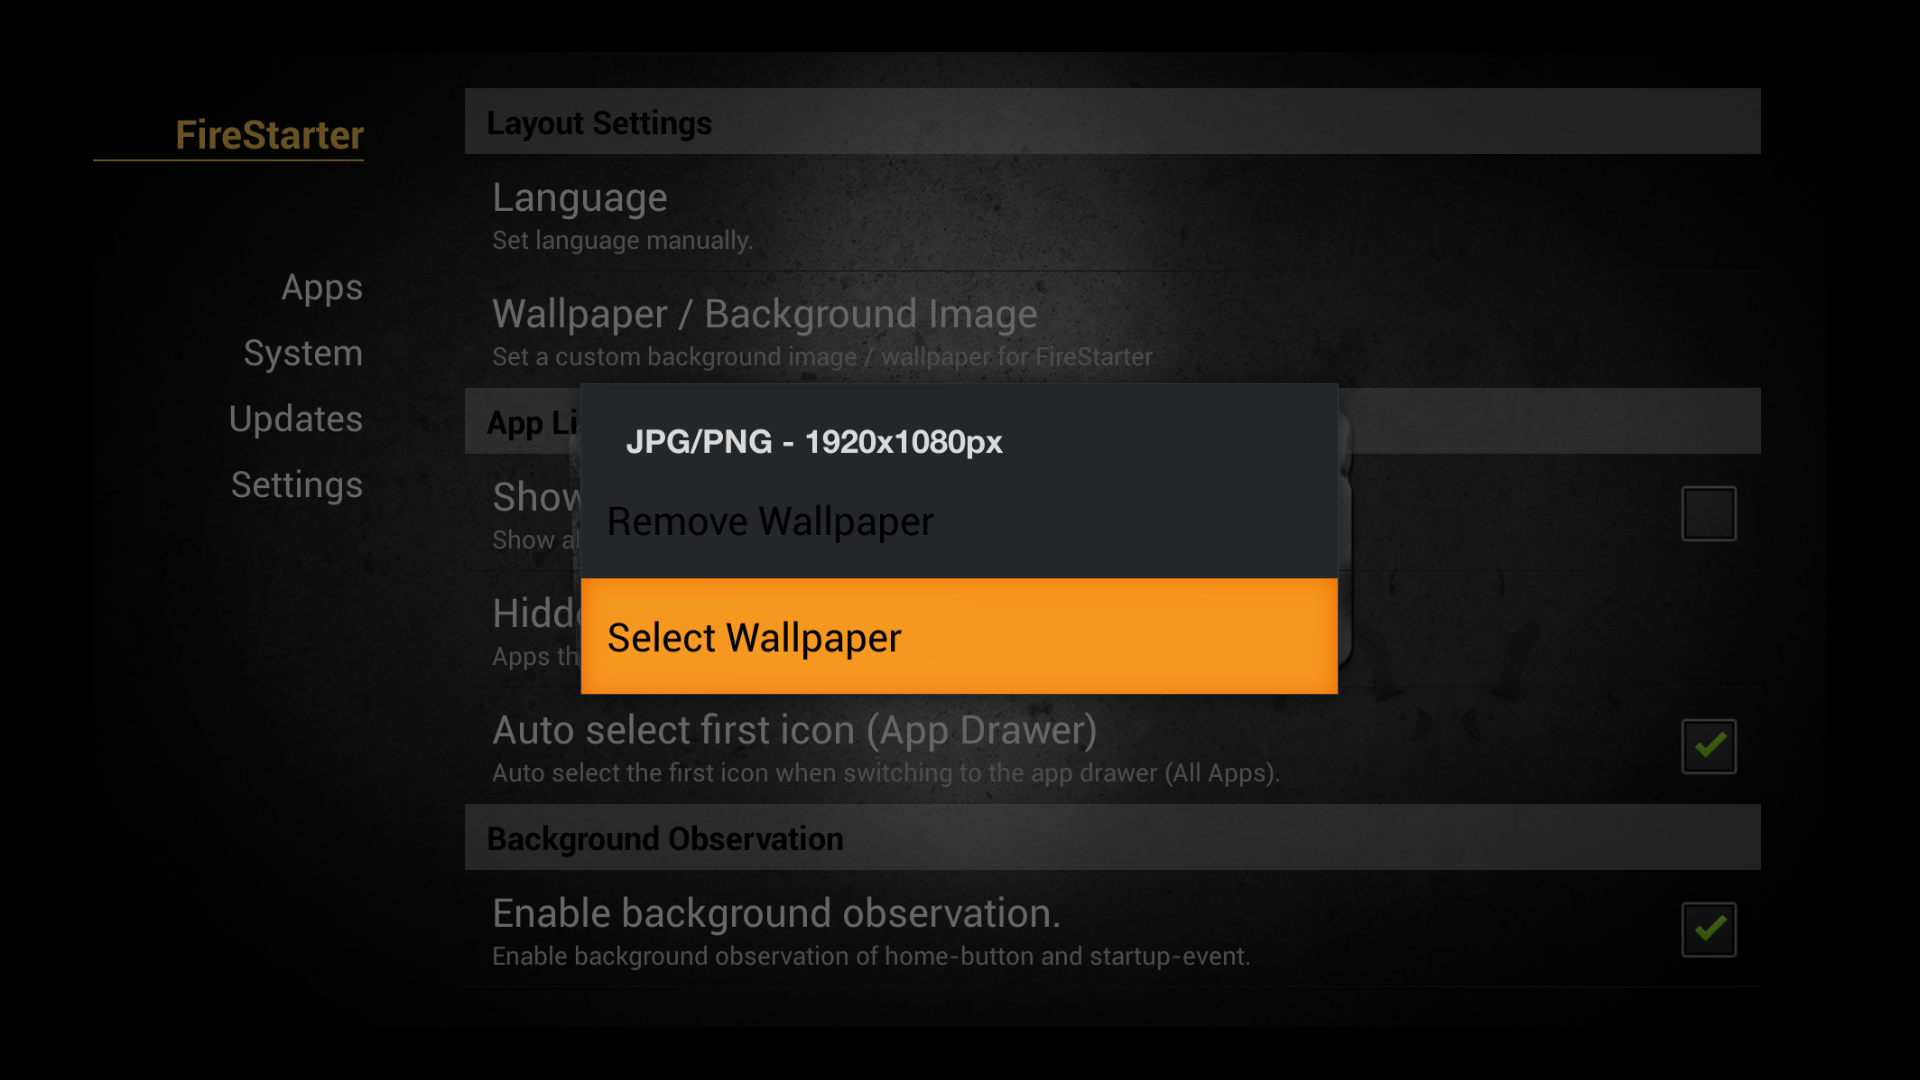 FireStarter
Apps
System
Updates
Settings
Layout Settings
Language
Set language manually.
Wallpaper / Background Image
Set a custom background image / wallpaper for FireStarter
App
Show
Show
Apps
JPG/PNG - 1920x1080px
Remove Wallpaper
Select Wallpaper
Auto select first icon (App Drawer)
Auto select the first icon when switching to the app drawer (All Apps).
Background Observation
Enable background observation.
Enable background observation of home-button and startup-event.